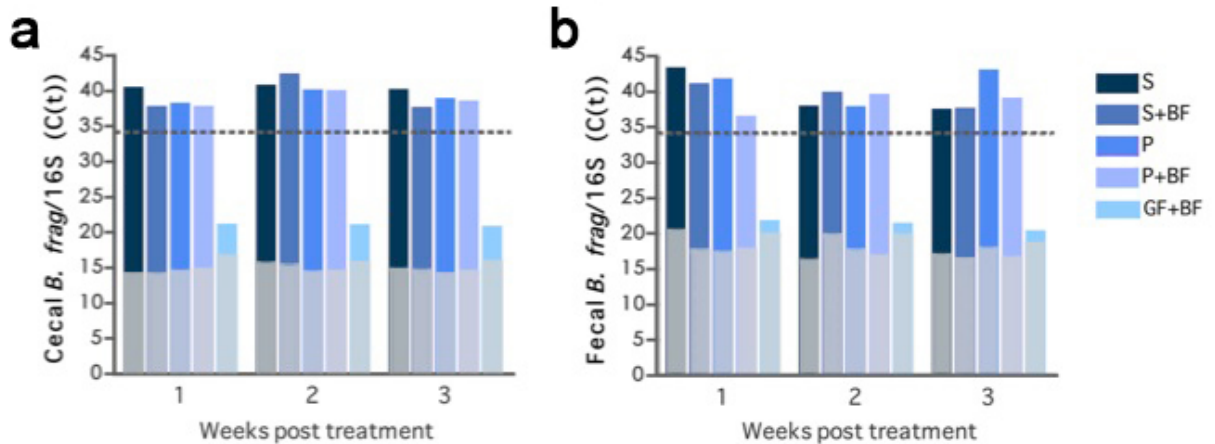 a
Cecal B. frag/16S (C(t))
45
40
35
30
25
20
15
10
5
0
1 2 3
Weeks post treatment
b
Fecal B. frag/16S (C(t))
45
40
35
30
25
20
15
10
5
0
1 2 3
Weeks post treatment
S
S+BF
P
P+BF
GF+BF